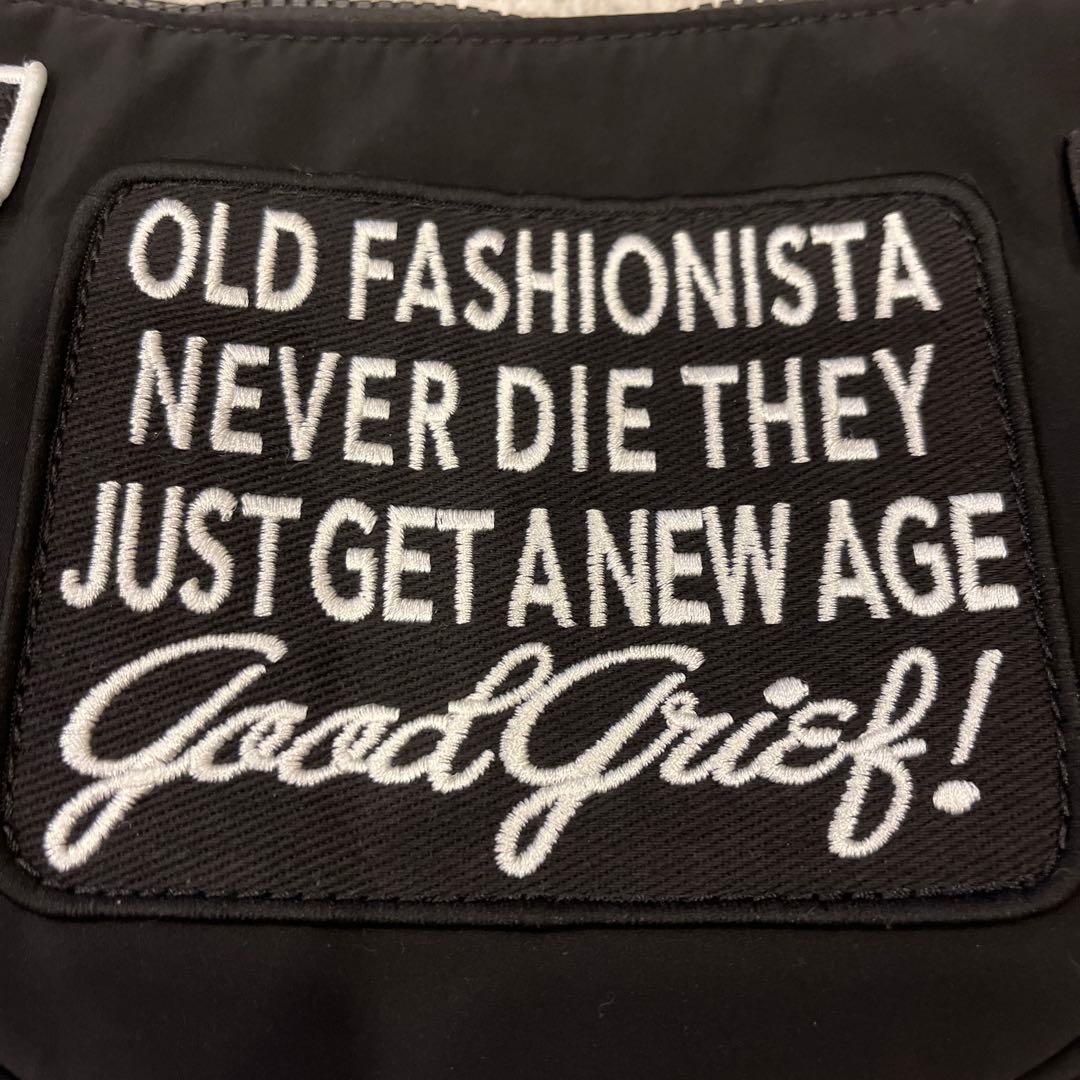 OLD FASHIONISTA
NEVER DIE THEY
JUST GET A NEW AGE
Good Grief!